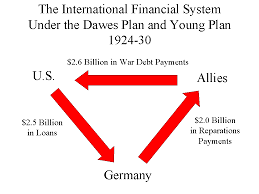 The International Financial System
Under the Dawes Plan and Young Plan
1924-30
$2.6 Billion in War Debt Payments
U.S.
Allies
$2.5 Billion
in Loans
$2.0 Billion
in Reparations
Payments
Germany